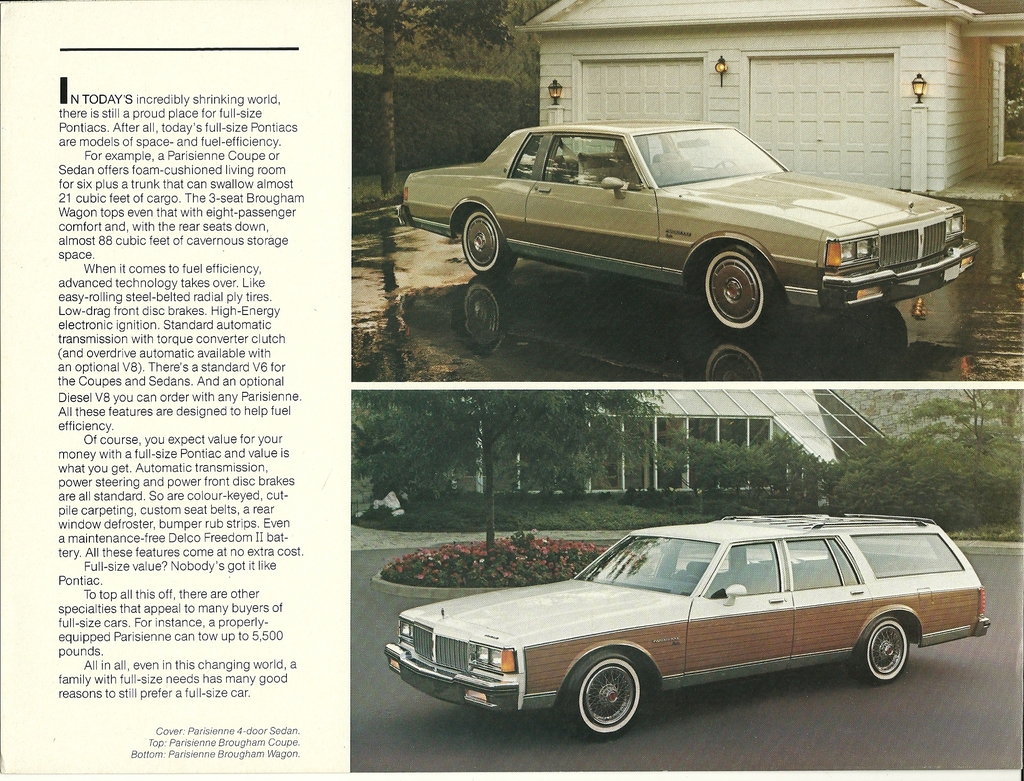 IN TODAY'S incredibly shrinking world,
there is still a proud place for full-size
Pontiacs. After all, today's full-size Pontiacs
are models of space- and fuel-efficiency.
For example, a Parisienne Coupe or
Sedan offers foam-cushioned living room
for six plus a trunk that can swallow almost
21 cubic feet of cargo. The 3-seat Brougham
Wagon tops even that with eight-passenger
comfort and, with the rear seats down,
almost 88 cubic feet of cavernous storage
space.
When it comes to fuel efficiency,
advanced technology takes over. Like
easy-rolling steel-belted radial ply tires.
Low-drag front disc brakes. High-Energy
electronic ignition. Standard automatic
transmission with torque converter clutch
(and overdrive automatic available with
an optional V8). There's a standard V6 for
the Coupes and Sedans. And an optional
Diesel V8 you can order with any Parisienne.
All these features are designed to help fuel
efficiency.
Of course, you expect value for your
money with a full-size Pontiac and value is
what you get. Automatic transmission,
power steering and power front disc brakes
are all standard. So are colour-keyed, cut-
pile carpeting, custom seat belts, a rear
window defroster, bumper rub strips. Even
a maintenance-free Delco Freedom II bat-
tery. All these features come at no extra cost.
Full-size value? Nobody's got it like
Pontiac.
To top all this off, there are other
specialties that appeal to many buyers of
full-size cars. For instance, a properly-
equipped Parisienne can tow up to 5,500
pounds.
All in all, even in this changing world, a
family with full-size needs has many good
reasons to still prefer a full-size car.
Cover: Parisienne 4-door Sedan.
Top: Parisienne Brougham Coupe.
Bottom: Parisienne Brougham Wagon.